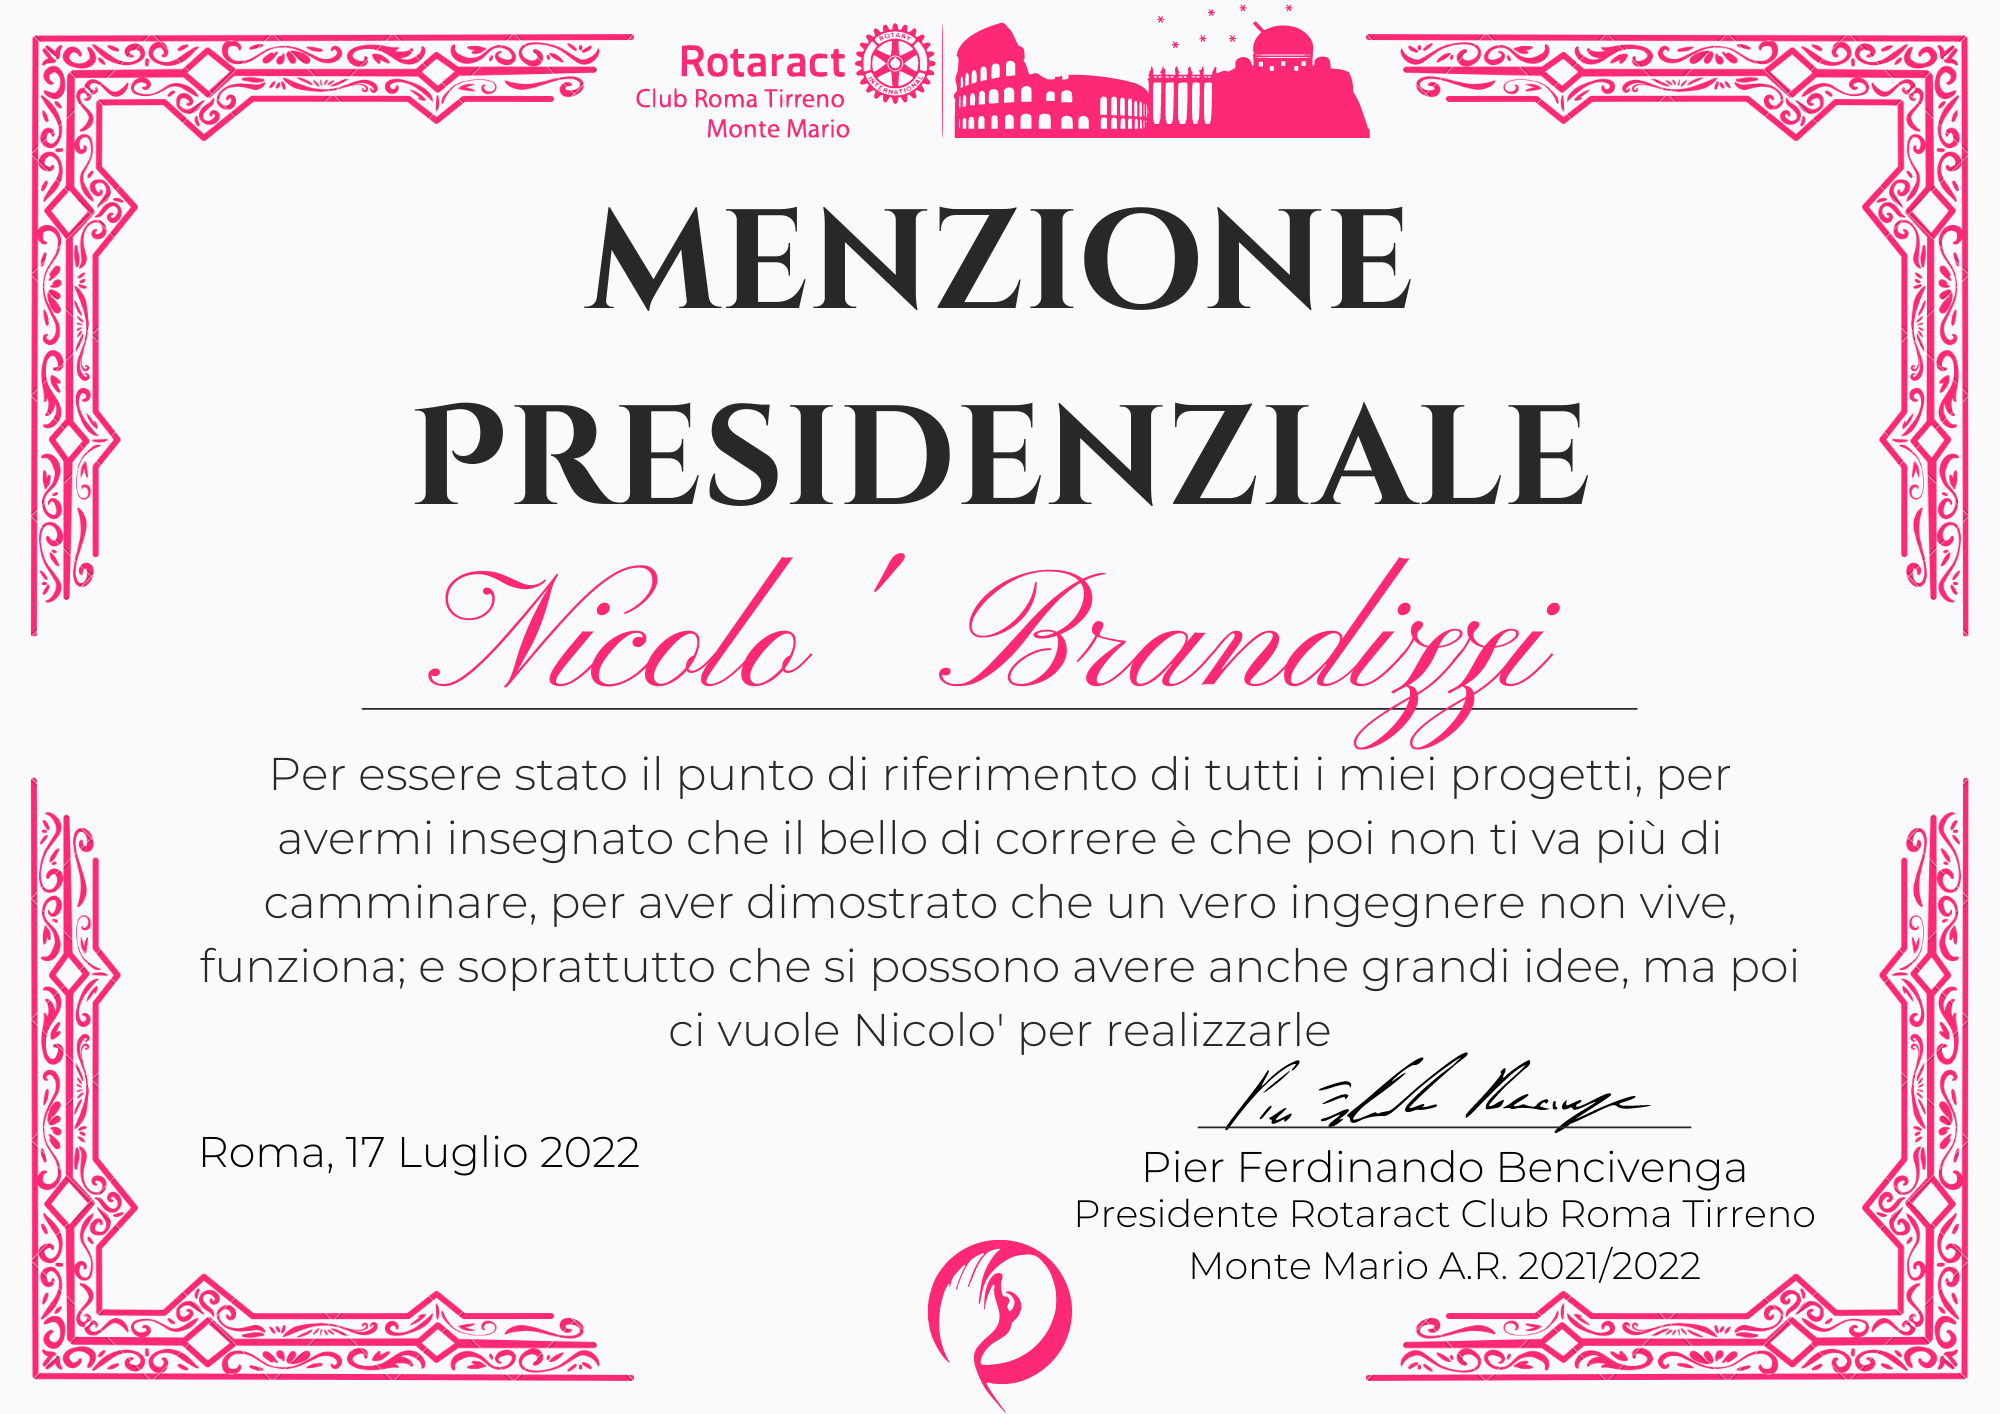 Rotaract
Club Roma Tirreno
Monte Mario
ROTARY
INTERNATIONAL
MENZIONE
PRESIDENZIALE
Nicolo' Brandizzi
Per essere stato il punto di riferimento di tutti i miei progetti, per
avermi insegnato che il bello di correre è che poi non ti va più di
camminare, per aver dimostrato che un vero ingegnere non vive,
funziona; e soprattutto che si possono avere anche grandi idee, ma poi
ci vuole Nicolo' per realizzarle
Roma, 17 Luglio 2022
Pier Ferdinando Bencivenga
Pier Ferdinando Bencivenga
Presidente Rotaract Club Roma Tirreno
Monte Mario A.R. 2021/2022